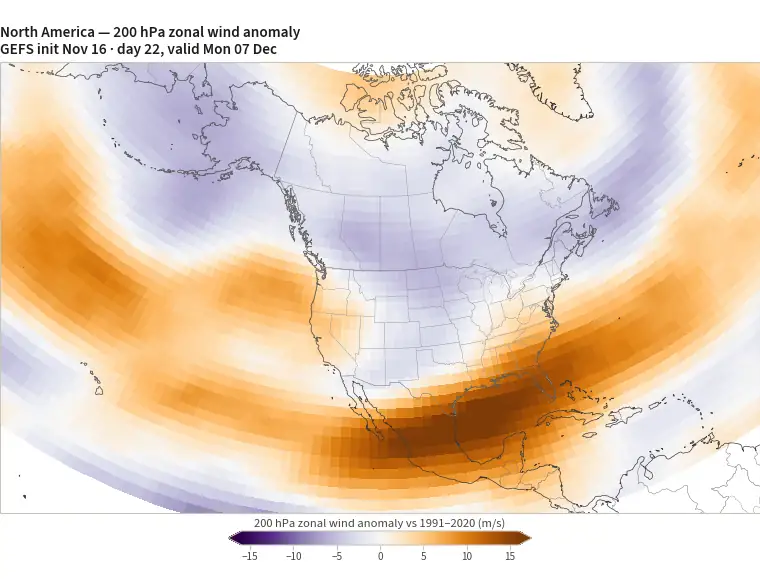 North America — 200 hPa zonal wind anomaly
GEFS init Nov 16 · day 22, valid Mon 07 Dec
200 hPa zonal wind anomaly vs 1991–2020 (m/s)
−15 −10 −5 0 5 10 15